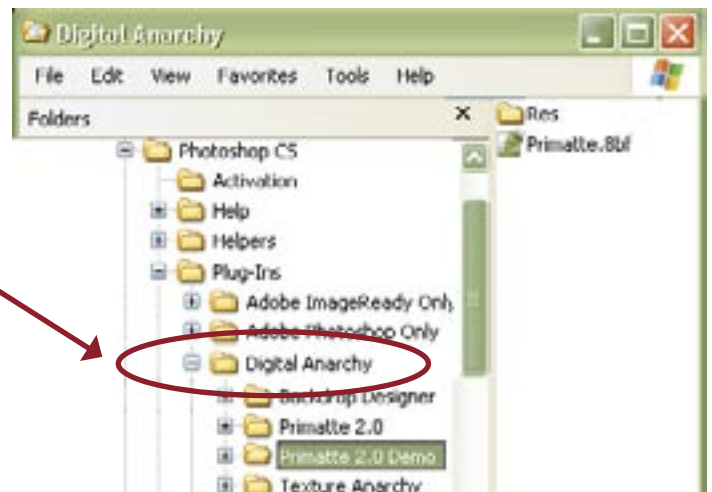 Digital Anarchy
File Edit View Favorites Tools Help
Folders x
Photoshop CS
Activation
Help
Helpers
Plug-Ins
Adobe ImageReady Only
Adobe Photoshop Only
Digital Anarchy
Backdrop Designer
Primatte 2.0
Primatte 2.0 Demo
Texture Anarchy
Res
Primatte.8bf